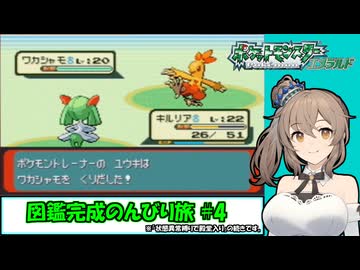 ワカシャモ♂ Lv20
ポケットモンスター
エメラルド
キルリア♂ Lv22
26/ 51
ポケモントレーナーの ユウキは
ワカシャモを くりだした!
図鑑完成のんびり旅 #4
※「状態異常縛りで殿堂入り」の続きです。